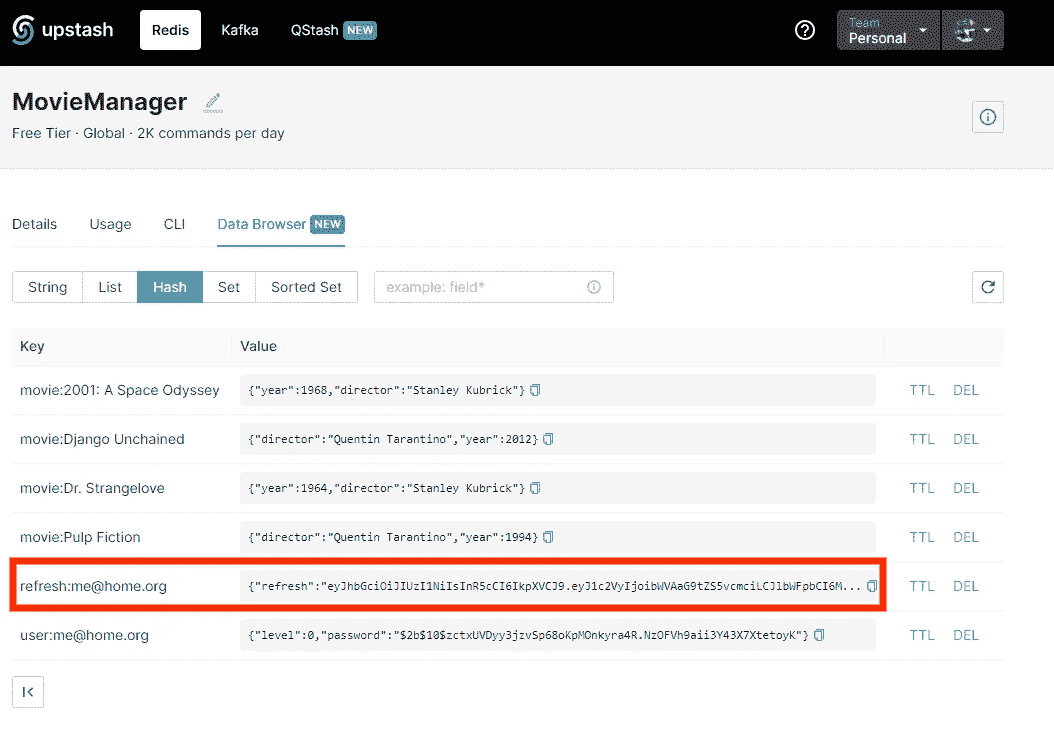 upstash Redis Kafka QStash NEW Team
Personal
MovieManager
Free Tier · Global · 2K commands per day
Details Usage CLI Data Browser NEW
String List Hash Set Sorted Set example: field*
Key Value
movie:2001: A Space Odyssey {"year":1968,"director":"Stanley Kubrick"} TTL DEL
movie:Django Unchained {"director":"Quentin Tarantino","year":2012} TTL DEL
movie:Dr. Strangelove {"year":1964,"director":"Stanley Kubrick"} TTL DEL
movie:Pulp Fiction {"director":"Quentin Tarantino","year":1994} TTL DEL
refresh:me@home.org {"refresh":"eyJhbGciOiJIUzI1NiIsInR5cCI6IkpXVCJ9.eyJ1c2VyIjoibWVAaG9tZS5vcmciLCJlbWFpbCI6M... TTL DEL
user:me@home.org {"level":0,"password":"$2b$10$zctxUVDyy3jzvSp68oKpMOnkyra4R.NzOFVh9aii3Y43X7XtetoyK"} TTL DEL